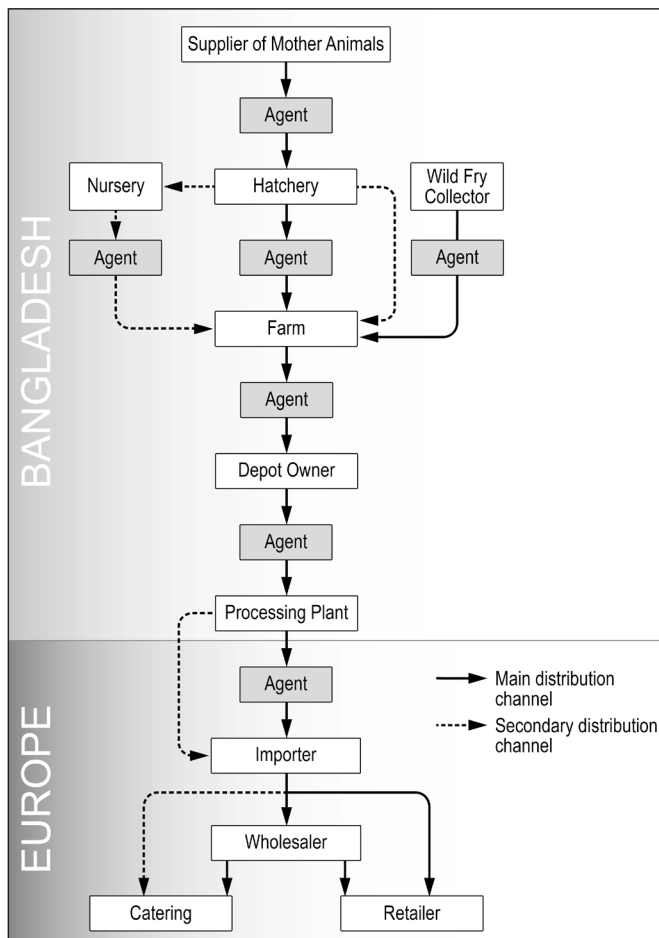 Supplier of Mother Animals
Agent
Nursery
Hatchery
Wild Fry
Collector
Agent
Agent
Agent
Farm
Agent
Depot Owner
Agent
Processing Plant
BANGLADESH
Agent
Main distribution
channel
Secondary distribution
channel
Importer
Wholesaler
Catering
Retailer
EUROPE